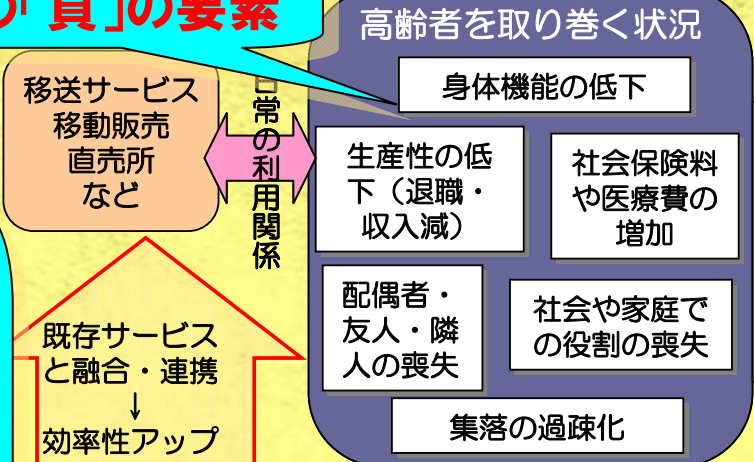 の「負」の要素
高齢者を取り巻く状況
移送サービス
移動販売
直売所
など
日常の利用関係
身体機能の低下
生産性の低
下（退職・
収入減）
社会保険料
や医療費の
増加
配偶者・
友人・隣
人の喪失
社会や家庭で
の役割の喪失
集落の過疎化
既存サービス
と融合・連携
↓
効率性アップ